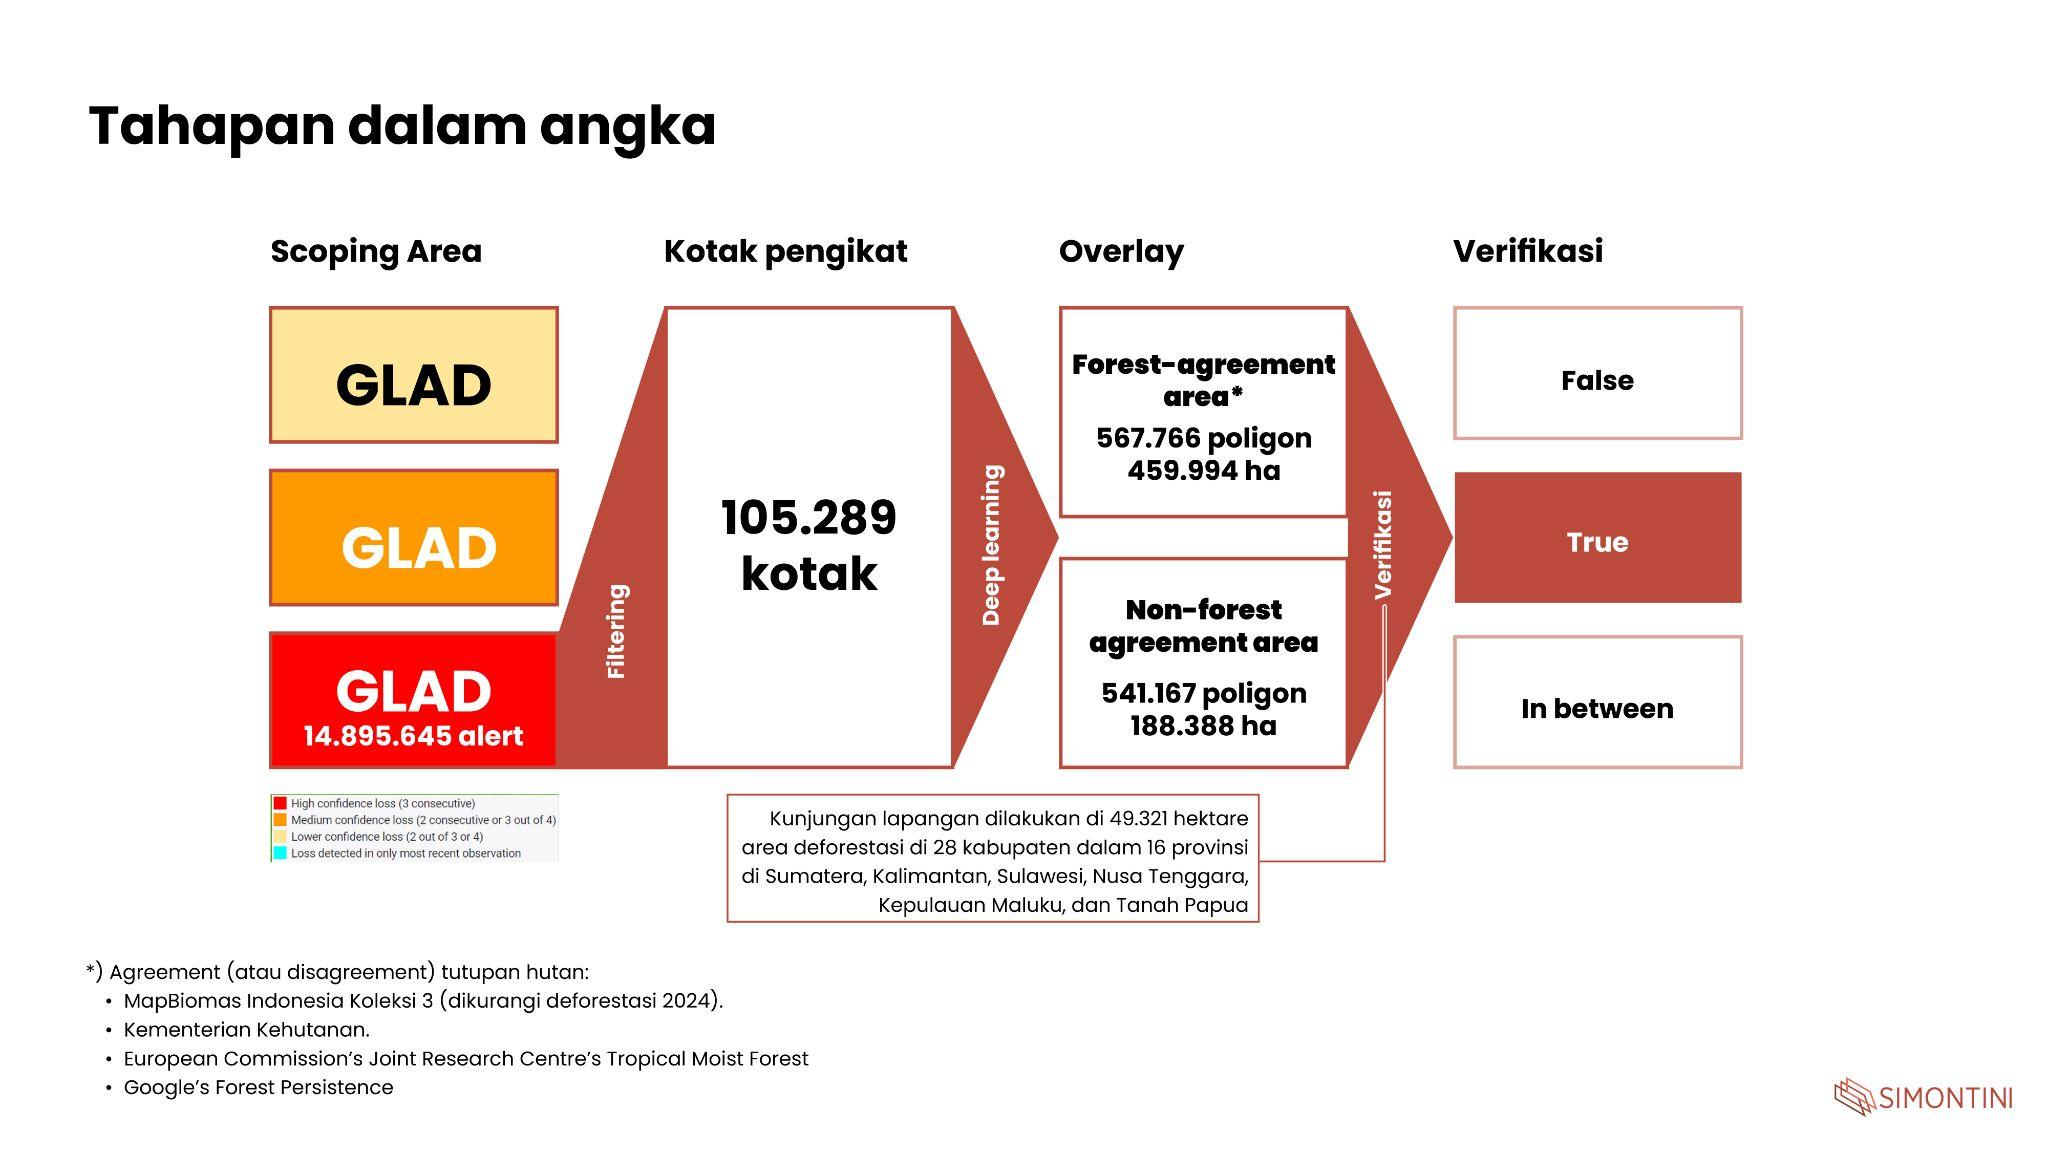 Tahapan dalam angka
Scoping Area
Kotak pengikat
Overlay
Verifikasi
GLAD
GLAD
GLAD
14.895.645 alert
Filtering
105.289
kotak
Deep learning
Forest-agreement
area*
567.766 poligon
459.994 ha
Non-forest
agreement area
541.167 poligon
188.388 ha
Verifikasi
False
True
In between
High confidence loss (3 consecutive)
Medium confidence loss (2 consecutive or 3 out of 4)
Lower confidence loss (2 out of 3 or 4)
Loss detected in only most recent observation
Kunjungan lapangan dilakukan di 49.321 hektare
area deforestasi di 28 kabupaten dalam 16 provinsi
di Sumatera, Kalimantan, Sulawesi, Nusa Tenggara,
Kepulauan Maluku, dan Tanah Papua
*) Agreement (atau disagreement) tutupan hutan:
• MapBiomas Indonesia Koleksi 3 (dikurangi deforestasi 2024).
• Kementerian Kehutanan.
• European Commission’s Joint Research Centre’s Tropical Moist Forest
• Google’s Forest Persistence
SIMONTINI